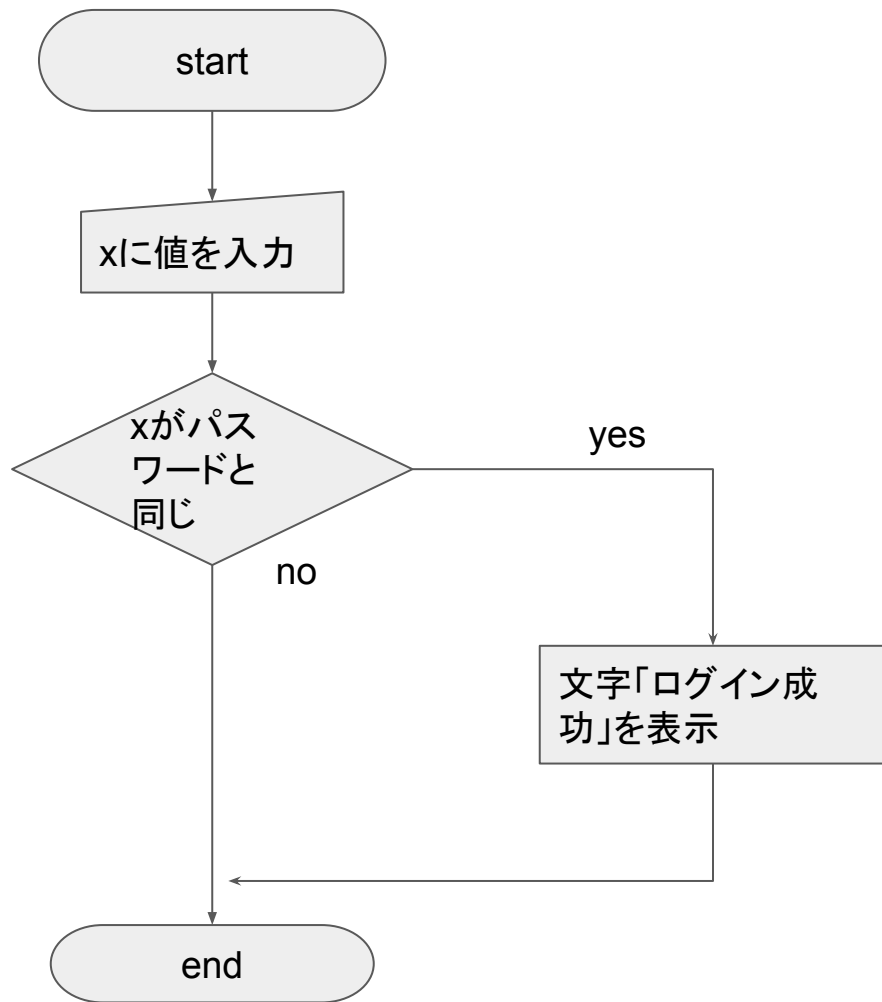 start
xに値を入力
xがパス
ワードと
同じ
yes
no
文字「ログイン成
功」を表示
end